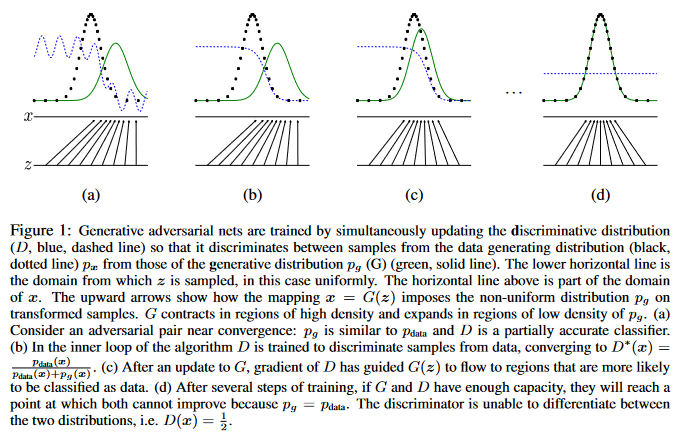 x
z
...
(a) (b) (c) (d)
Figure 1: Generative adversarial nets are trained by simultaneously updating the discriminative distribution
(D, blue, dashed line) so that it discriminates between samples from the data generating distribution (black,
dotted line) px from those of the generative distribution pg (G) (green, solid line). The lower horizontal line is
the domain from which z is sampled, in this case uniformly. The horizontal line above is part of the domain
of x. The upward arrows show how the mapping x = G(z) imposes the non-uniform distribution pg on
transformed samples. G contracts in regions of high density and expands in regions of low density of pg. (a)
Consider an adversarial pair near convergence: pg is similar to pdata and D is a partially accurate classifier.
(b) In the inner loop of the algorithm D is trained to discriminate samples from data, converging to D*(x) =
pdata(x) / (pdata(x)+pg(x)). (c) After an update to G, gradient of D has guided G(z) to flow to regions that are more likely
to be classified as data. (d) After several steps of training, if G and D have enough capacity, they will reach a
point at which both cannot improve because pg = pdata. The discriminator is unable to differentiate between
the two distributions, i.e. D(x) = 1/2.